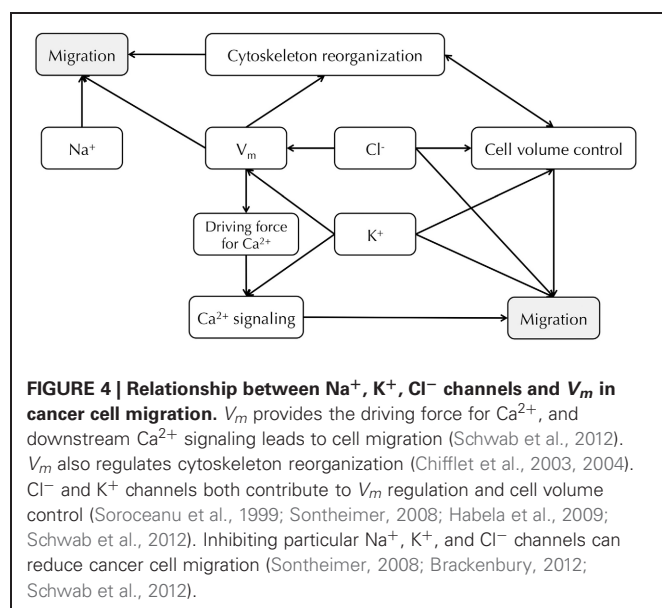 Migration
Cytoskeleton reorganization
Na⁺
Vₘ
Cl⁻
Cell volume control
Driving force
for Ca²⁺
K⁺
Ca²⁺ signaling
Migration
FIGURE 4 | Relationship between Na⁺, K⁺, Cl⁻ channels and Vₘ in
cancer cell migration. Vₘ provides the driving force for Ca²⁺, and
downstream Ca²⁺ signaling leads to cell migration (Schwab et al., 2012).
Vₘ also regulates cytoskeleton reorganization (Chifflet et al., 2003, 2004).
Cl⁻ and K⁺ channels both contribute to Vₘ regulation and cell volume
control (Soroceanu et al., 1999; Sontheimer, 2008; Habela et al., 2009;
Schwab et al., 2012). Inhibiting particular Na⁺, K⁺, and Cl⁻ channels can
reduce cancer cell migration (Sontheimer, 2008; Brackenbury, 2012;
Schwab et al., 2012).